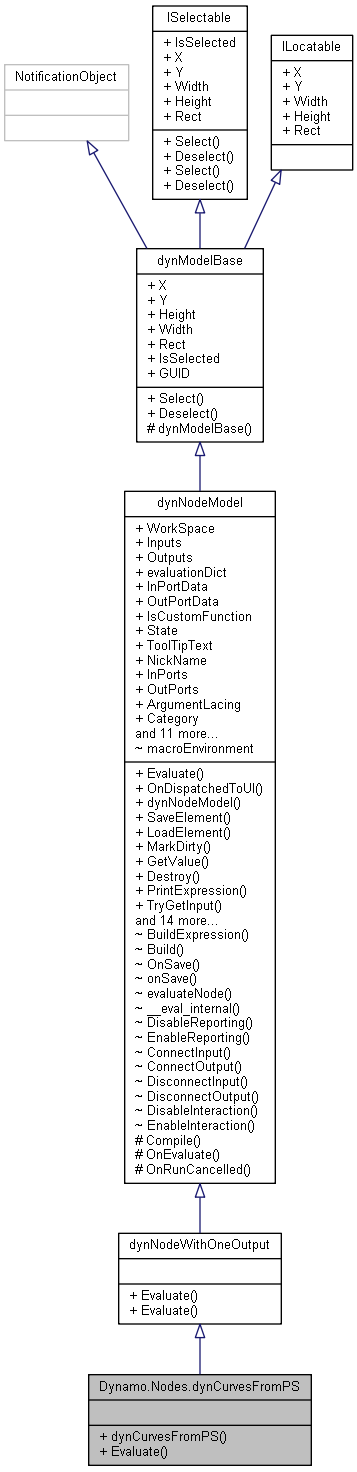 ISelectable
+ IsSelected
+ X
+ Y
+ Width
+ Height
+ Rect
+ Select()
+ Deselect()
+ Select()
+ Deselect()
ILocatable
+ X
+ Y
+ Width
+ Height
+ Rect
NotificationObject
dynModelBase
+ X
+ Y
+ Height
+ Width
+ Rect
+ IsSelected
+ GUID
+ Select()
+ Deselect()
# dynModelBase()
dynNodeModel
+ WorkSpace
+ Inputs
+ Outputs
+ evaluationDict
+ InPortData
+ OutPortData
+ IsCustomFunction
+ State
+ ToolTipText
+ NickName
+ InPorts
+ OutPorts
+ ArgumentLacing
+ Category
and 11 more...
~ macroEnvironment
+ Evaluate()
+ OnDispatchedToUI()
+ dynNodeModel()
+ SaveElement()
+ LoadElement()
+ MarkDirty()
+ GetValue()
+ Destroy()
+ PrintExpression()
+ TryGetInput()
and 14 more...
~ BuildExpression()
~ Build()
~ OnSave()
~ onSave()
~ evaluateNode()
~ __eval_internal()
~ DisableReporting()
~ EnableReporting()
~ ConnectInput()
~ ConnectOutput()
~ DisconnectInput()
~ DisconnectOutput()
~ DisableInteraction()
~ EnableInteraction()
# Compile()
# OnEvaluate()
# OnRunCancelled()
dynNodeWithOneOutput
+ Evaluate()
+ Evaluate()
Dynamo.Nodes.dynCurvesFromPS
+ dynCurvesFromPS()
+ Evaluate()